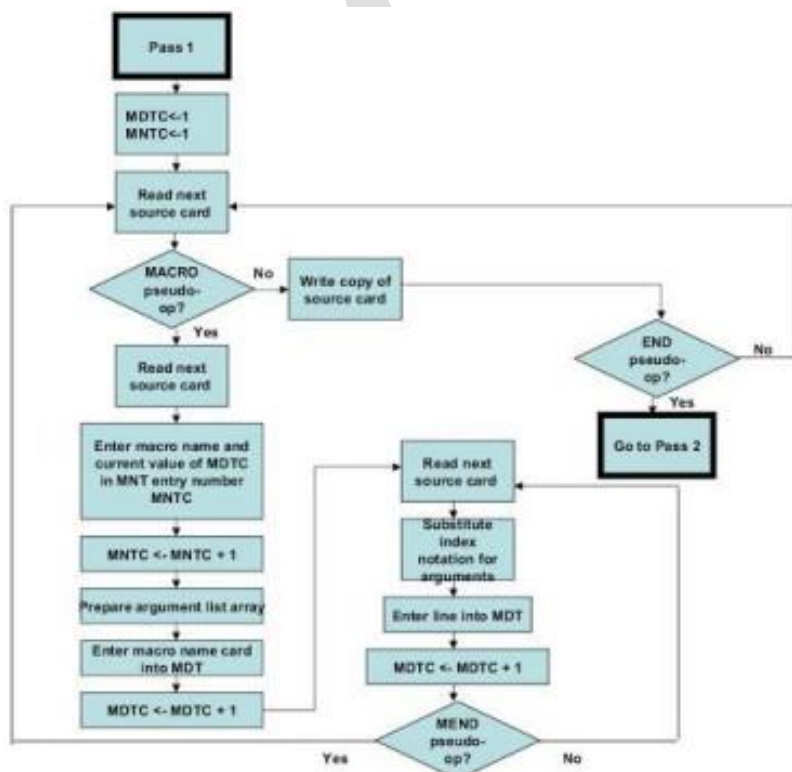 Pass 1
MDTC<-1
MNTC<-1
Read next
source card
MACRO
pseudo-
op?
No
Write copy of
source card
Yes
END
pseudo-
op?
No
Yes
Go to Pass 2
Read next
source card
Enter macro name and
current value of MDTC
in MNT entry number
MNTC
MNTC <- MNTC + 1
Prepare argument list array
Enter macro name card
into MDT
MDTC <- MDTC + 1
Read next
source card
Substitute
index
notation for
arguments
Enter line into MDT
MDTC <- MDTC + 1
MEND
pseudo-
op?
Yes
No